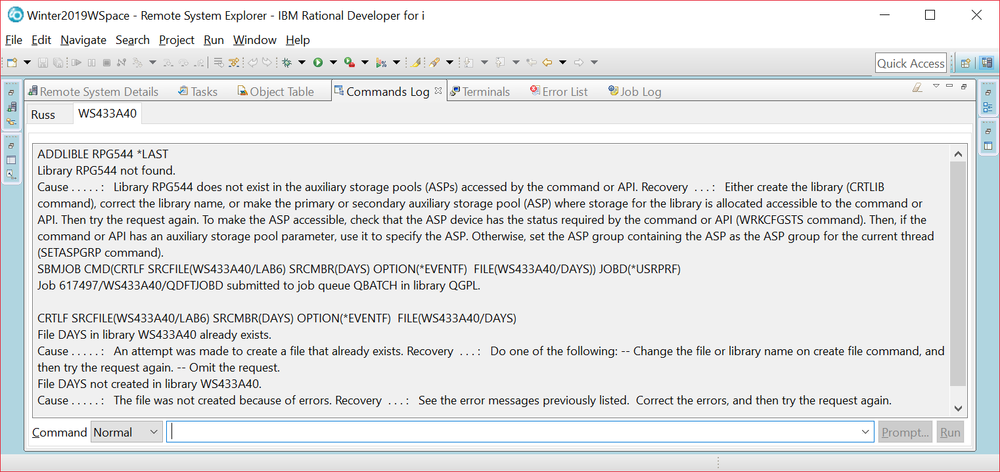 Winter2019WSpace - Remote System Explorer - IBM Rational Developer for i
File Edit Navigate Search Project Run Window Help
Quick Access
Remote System Details Tasks Object Table Commands Log Terminals Error List Job Log
Russ WS433A40
ADDLIBLE RPG544 *LAST
Library RPG544 not found.
Cause . . . . . :   Library RPG544 does not exist in the auxiliary storage pools (ASPs) accessed by the command or API. Recovery  . . . :   Either create the library (CRTLIB
command), correct the library name, or make the primary or secondary auxiliary storage pool (ASP) where storage for the library is allocated accessible to the command or
API. Then try the request again. To make the ASP accessible, check that the ASP device has the status required by the command or API (WRKCFGSTS command). Then, if the
command or API has an auxiliary storage pool parameter, use it to specify the ASP. Otherwise, set the ASP group containing the ASP as the ASP group for the current thread
(SETASPGRP command).
SBMJOB CMD(CRTLF SRCFILE(WS433A40/LAB6) SRCMBR(DAYS) OPTION(*EVENTF)  FILE(WS433A40/DAYS)) JOBD(*USRPRF)
Job 617497/WS433A40/QDFTJOBD submitted to job queue QBATCH in library QGPL.
CRTLF SRCFILE(WS433A40/LAB6) SRCMBR(DAYS) OPTION(*EVENTF)  FILE(WS433A40/DAYS)
File DAYS in library WS433A40 already exists.
Cause . . . . . :   An attempt was made to create a file that already exists. Recovery  . . . :   Do one of the following: -- Change the file or library name on create file command, and
then try the request again. -- Omit the request.
File DAYS not created in library WS433A40.
Cause . . . . . :   The file was not created because of errors. Recovery  . . . :   See the error messages previously listed.  Correct the errors, and then try the request again.
Command Normal Prompt... Run